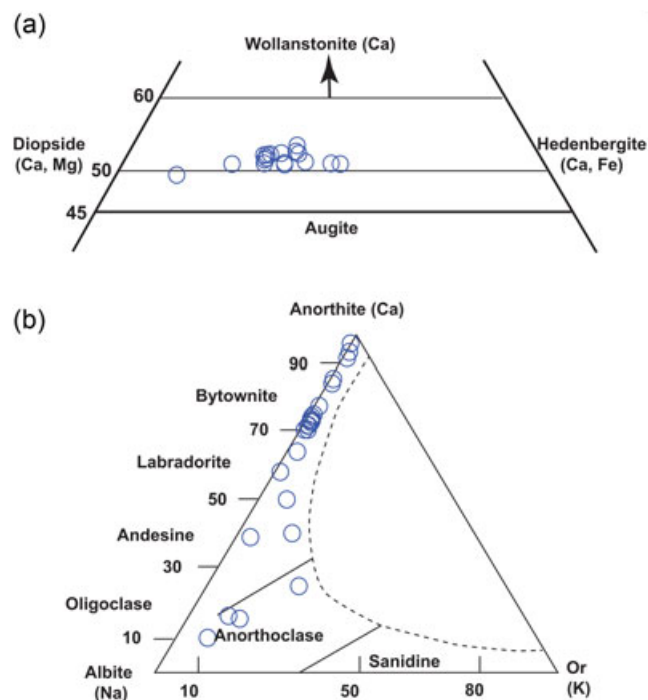 (a)
Wollanstonite (Ca)
60
Diopside
(Ca, Mg)
Hedenbergite
(Ca, Fe)
50
45
Augite
(b)
Anorthite (Ca)
90
Bytownite
70
Labradorite
50
Andesine
30
Oligoclase
10
Anorthoclase
Sanidine
Albite
(Na)
10
50
80
Or
(K)